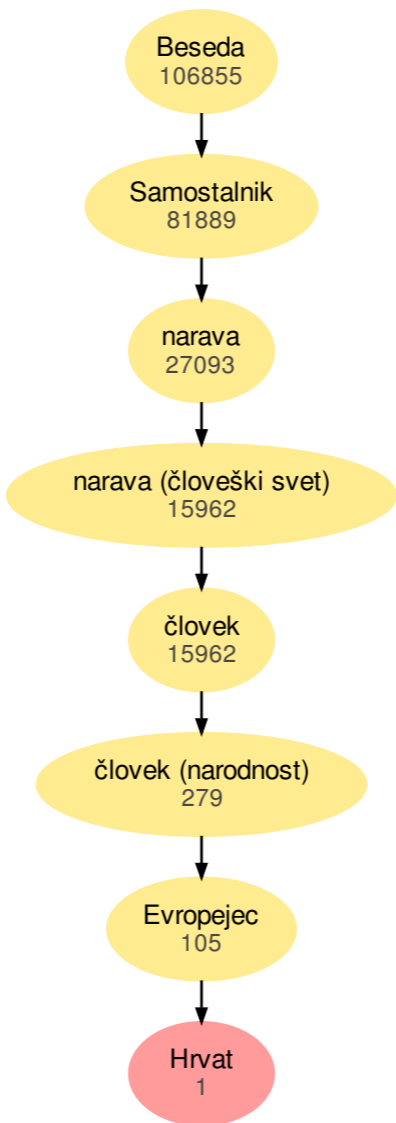 Beseda
106855
Samostalnik
81889
narava
27093
narava (človeški svet)
15962
človek
15962
človek (narodnost)
279
Evropejec
105
Hrvat
1